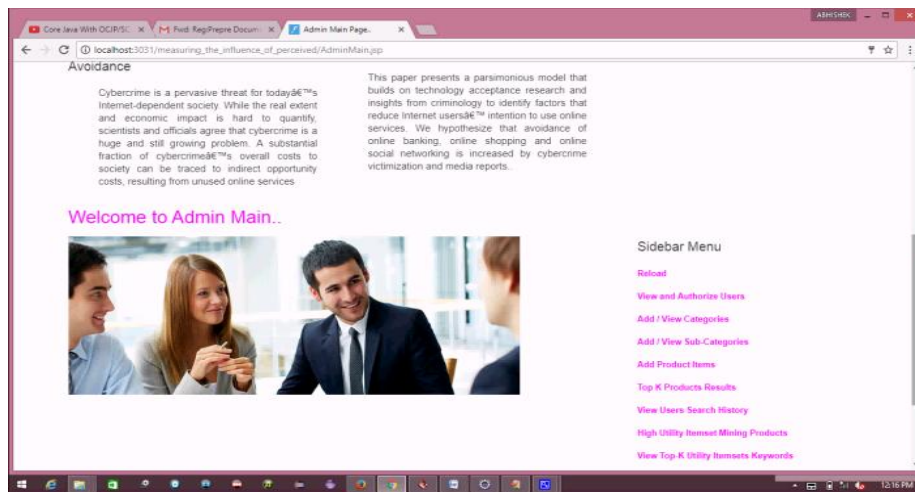 ABHISHEK
Core Java With OCJP/SC
Fwd: Reg/Prepre Docum
Admin Main Page..
localhost:3031/measuring_the_influence_of_perceived/AdminMain.jsp
Avoidance
Cybercrime is a pervasive threat for todayâ€™s
Internet-dependent society. While the real extent
and economic impact is hard to quantify,
scientists and officials agree that cybercrime is a
huge and still growing problem. A substantial
fraction of cybercrimeâ€™s overall costs to
society can be traced to indirect opportunity
costs, resulting from unused online services
This paper presents a parsimonious model that
builds on technology acceptance research and
insights from criminology to identify factors that
reduce Internet usersâ€™ intention to use online
services. We hypothesize that avoidance of
online banking, online shopping and online
social networking is increased by cybercrime
victimization and media reports.
Welcome to Admin Main..
Sidebar Menu
Reload
View and Authorize Users
Add / View Categories
Add / View Sub-Categories
Add Product Items
Top K Products Results
View Users Search History
High Utility Itemset Mining Products
View Top-K Utility Itemsets Keywords
12:16 PM